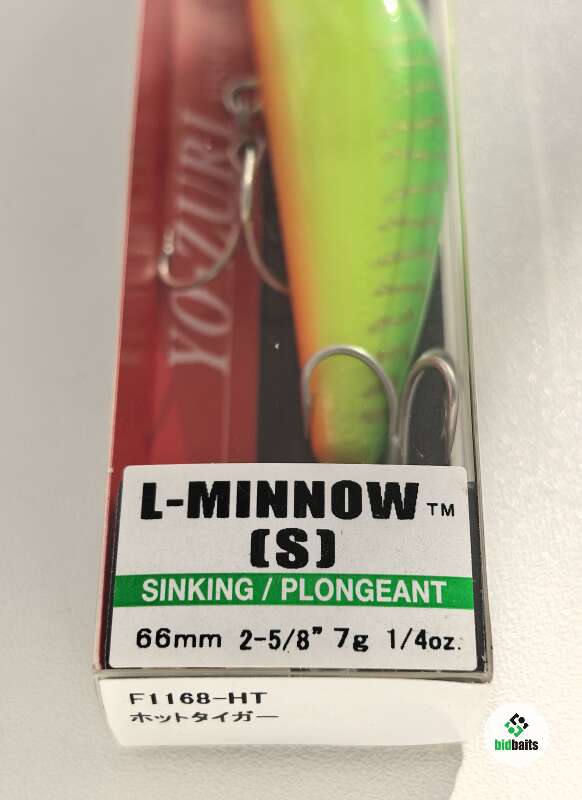 YO-ZURI
L-MINNOW™
(S)
SINKING / PLONGEANT
66mm 2-5/8" 7g 1/4oz.
F1168-HT
ホットタイガー
bidbaits